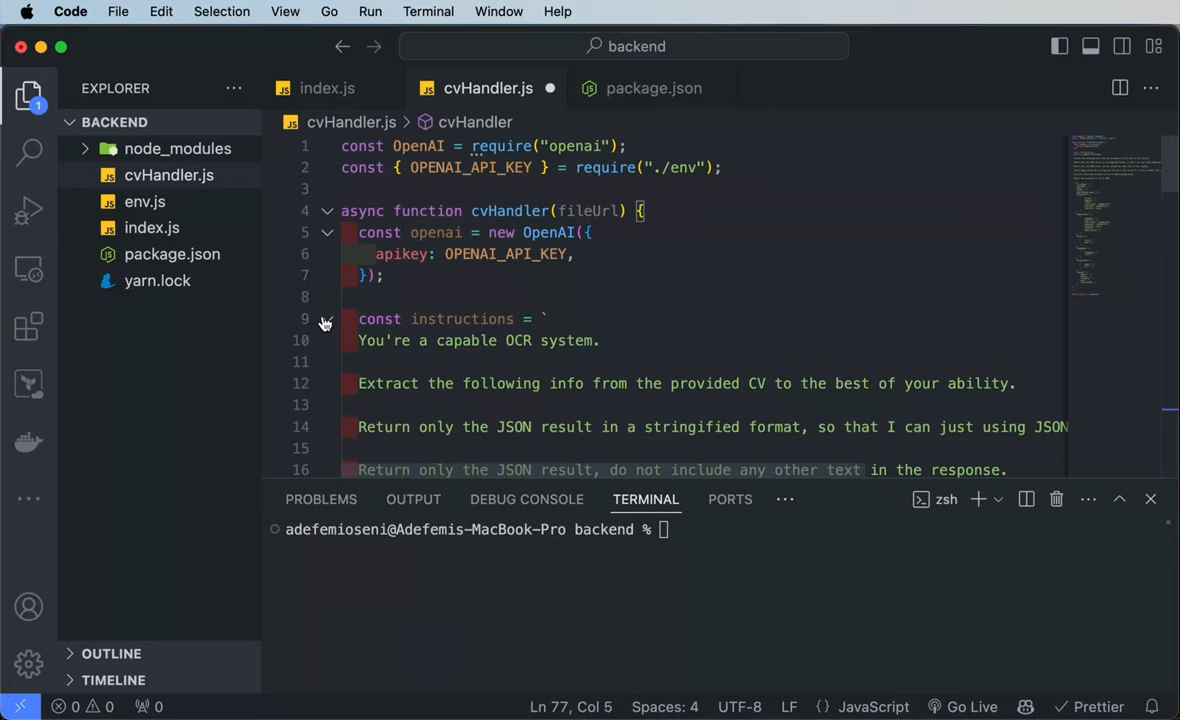 Code File Edit Selection View Go Run Terminal Window Help
backend
EXPLORER
index.js
cvHandler.js
package.json
BACKEND
cvHandler.js > cvHandler
node_modules
cvHandler.js
env.js
index.js
package.json
yarn.lock
1 const OpenAI = require("openai");
2 const { OPENAI_API_KEY } = require("./env");
3
4 async function cvHandler(fileUrl) {
5 const openai = new OpenAI({
6 apikey: OPENAI_API_KEY,
7 });
8
9 const instructions = `
10 You're a capable OCR system.
11
12 Extract the following info from the provided CV to the best of your ability.
13
14 Return only the JSON result in a stringified format, so that I can just using JSON
15
16 Return only the JSON result, do not include any other text in the response.
PROBLEMS OUTPUT DEBUG CONSOLE TERMINAL PORTS
zsh
adefemioseni@Adefemis-MacBook-Pro backend %
OUTLINE
TIMELINE
0 0 0 Ln 77, Col 5 Spaces: 4 UTF-8 LF {} JavaScript Go Live Prettier
1